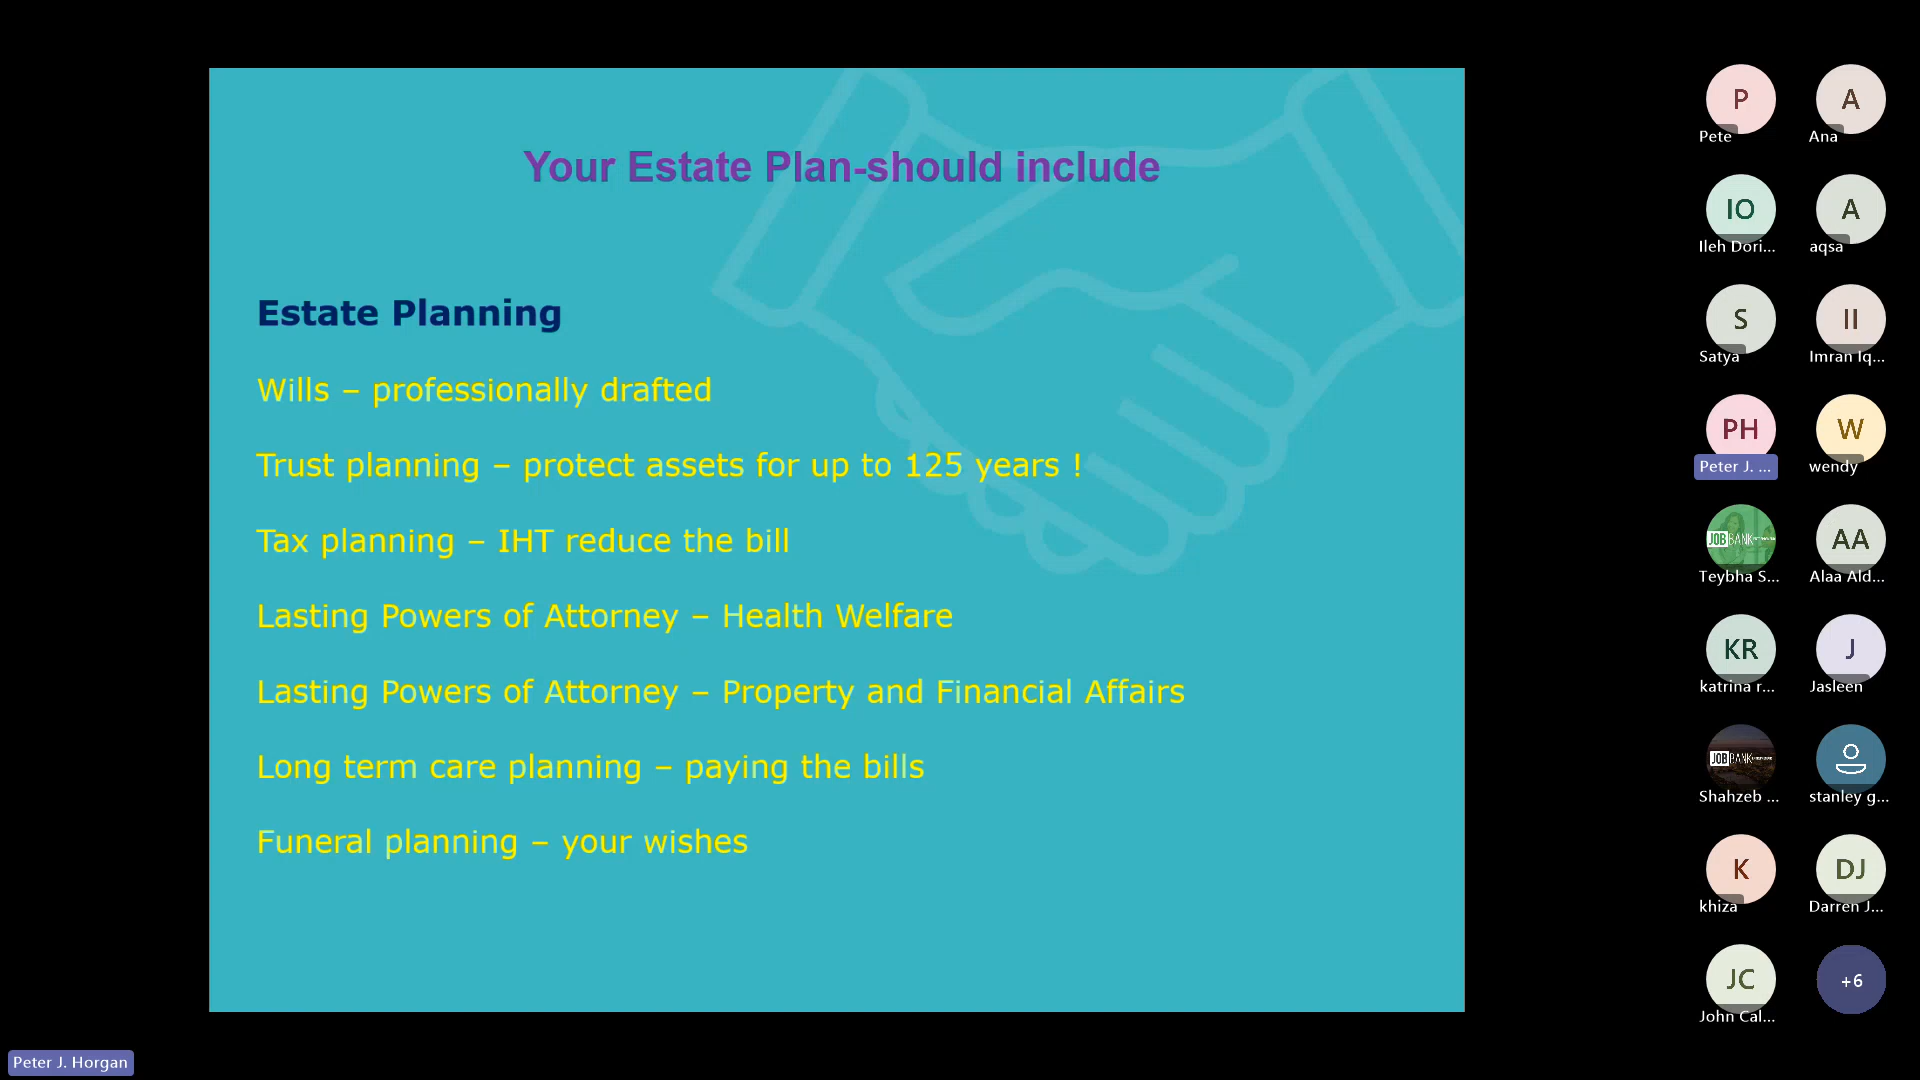 Your Estate Plan-should include
Estate Planning
Wills – professionally drafted
Trust planning – protect assets for up to 125 years !
Tax planning – IHT reduce the bill
Lasting Powers of Attorney – Health Welfare
Lasting Powers of Attorney – Property and Financial Affairs
Long term care planning – paying the bills
Funeral planning – your wishes
P
Pete
A
Ana
IO
Ileh Dori...
A
aqsa
S
Satya
II
Imran Iq...
PH
Peter J. ...
W
wendy
JOB BANK
Teybha S...
AA
Alaa Ald...
KR
katrina r...
J
Jasleen
JOB BANK
Shahzeb ...
stanley g...
K
khiza
DJ
Darren J...
JC
John Cal...
+6
Peter J. Horgan